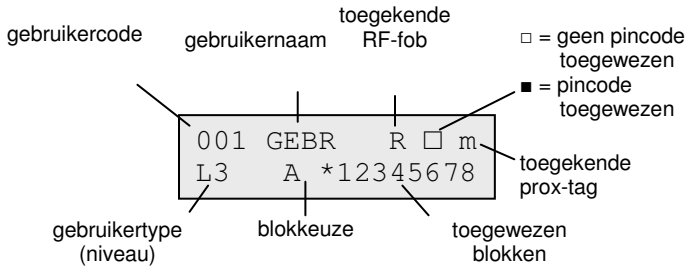 gebruikercode
gebruikernaam
toegekende
RF-fob
□ = geen pincode
toegewezen
■ = pincode
toegewezen
001 GEBR R □ m
L3 A *12345678
toegekende
prox-tag
gebruikertype
(niveau)
blokkeuze
toegewezen
blokken